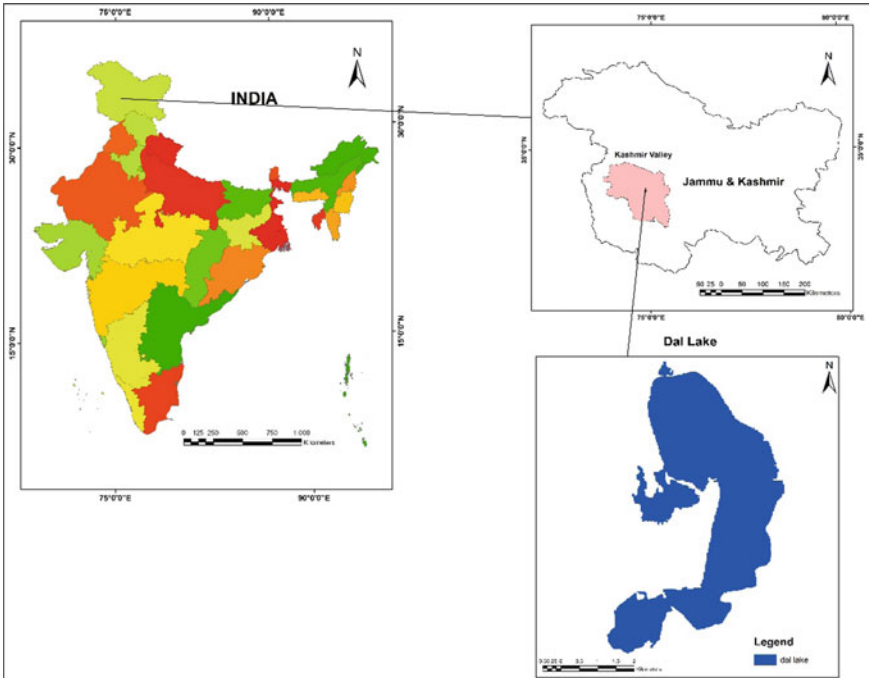 75°0'0"E
90°0'0"E
N
INDIA
30°0'0"N
30°0'0"N
15°0'0"N
15°0'0"N
0 125 250 500 750 1 000
Kilometers
75°0'0"E
90°0'0"E
75°0'0"E
80°0'0"E
N
Kashmir Valley
Jammu & Kashmir
35°0'0"N
35°0'0"N
50 25 0 50 100 150 200
Kilometres
75°0'0"E
80°0'0"E
Dal Lake
N
Legend
dal lake